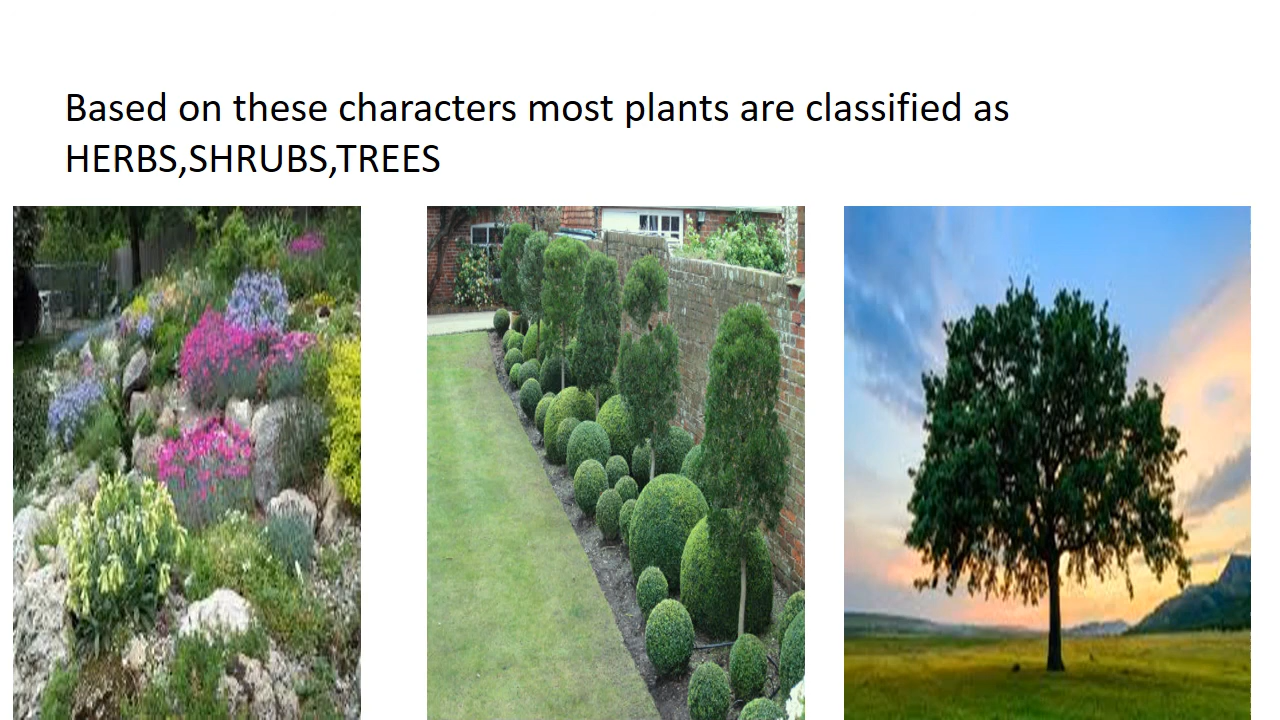 Based on these characters most plants are classified as
HERBS,SHRUBS,TREES